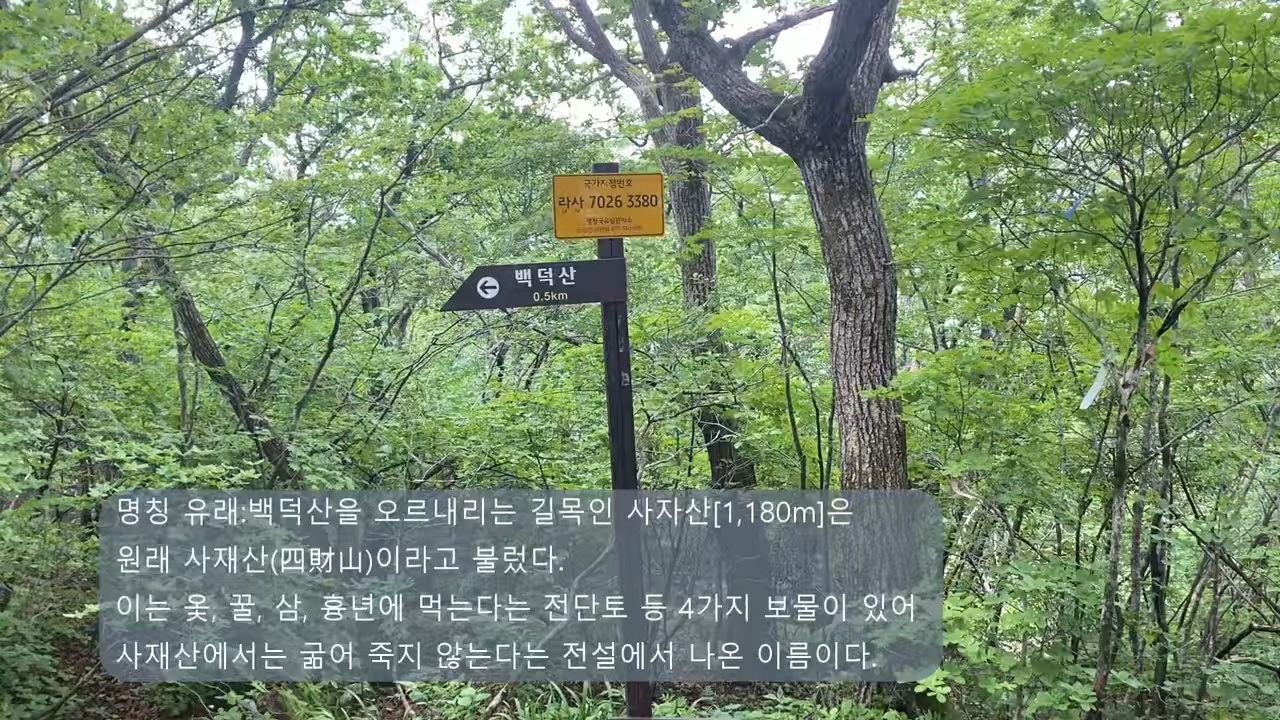 국가지점번호
라사 7026 3380
백덕산
0.5km
명칭 유래:백덕산을 오르내리는 길목인 사자산[1,180m]은
원래 사재산(四財山)이라고 불렀다.
이는 옻, 꿀, 삼, 흉년에 먹는다는 전단토 등 4가지 보물이 있어
사재산에서는 굶어 죽지 않는다는 전설에서 나온 이름이다.